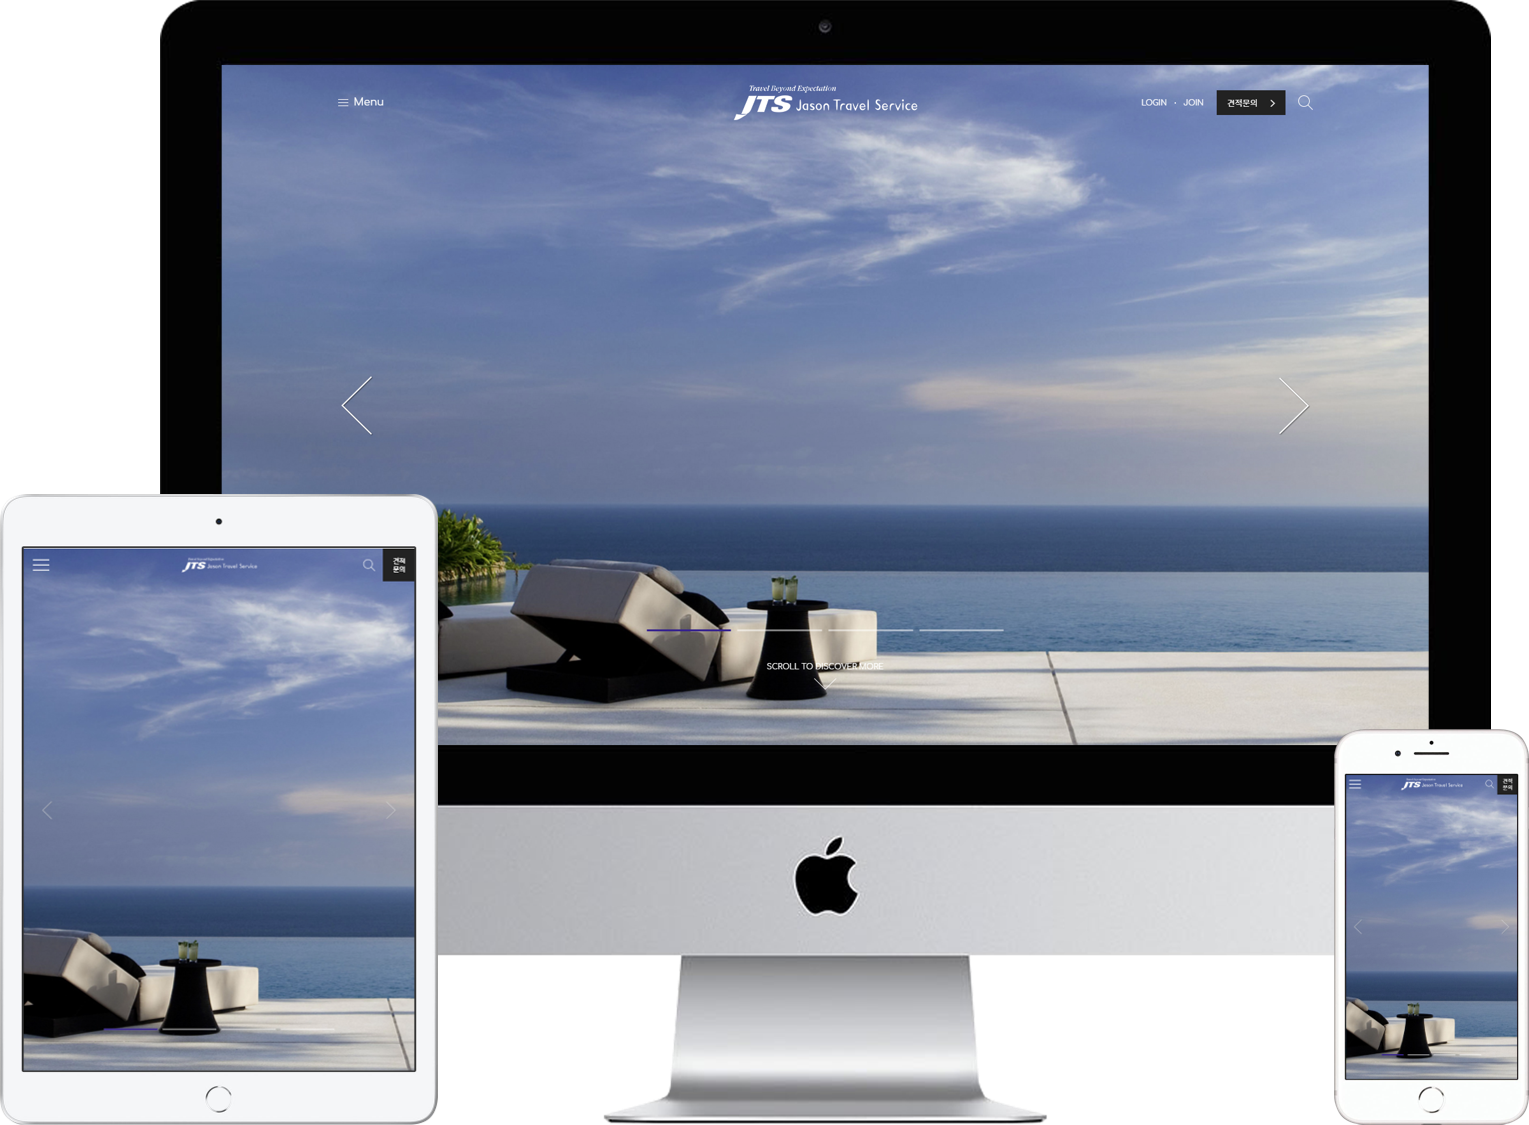 Menu
Travel Beyond Expectation
JTS Jason Travel Service
LOGIN · JOIN
견적문의
SCROLL TO DISCOVER MORE
Travel Beyond Expectation
JTS Jason Travel Service
견적
문의
JTS Jason Travel Service
견적
문의